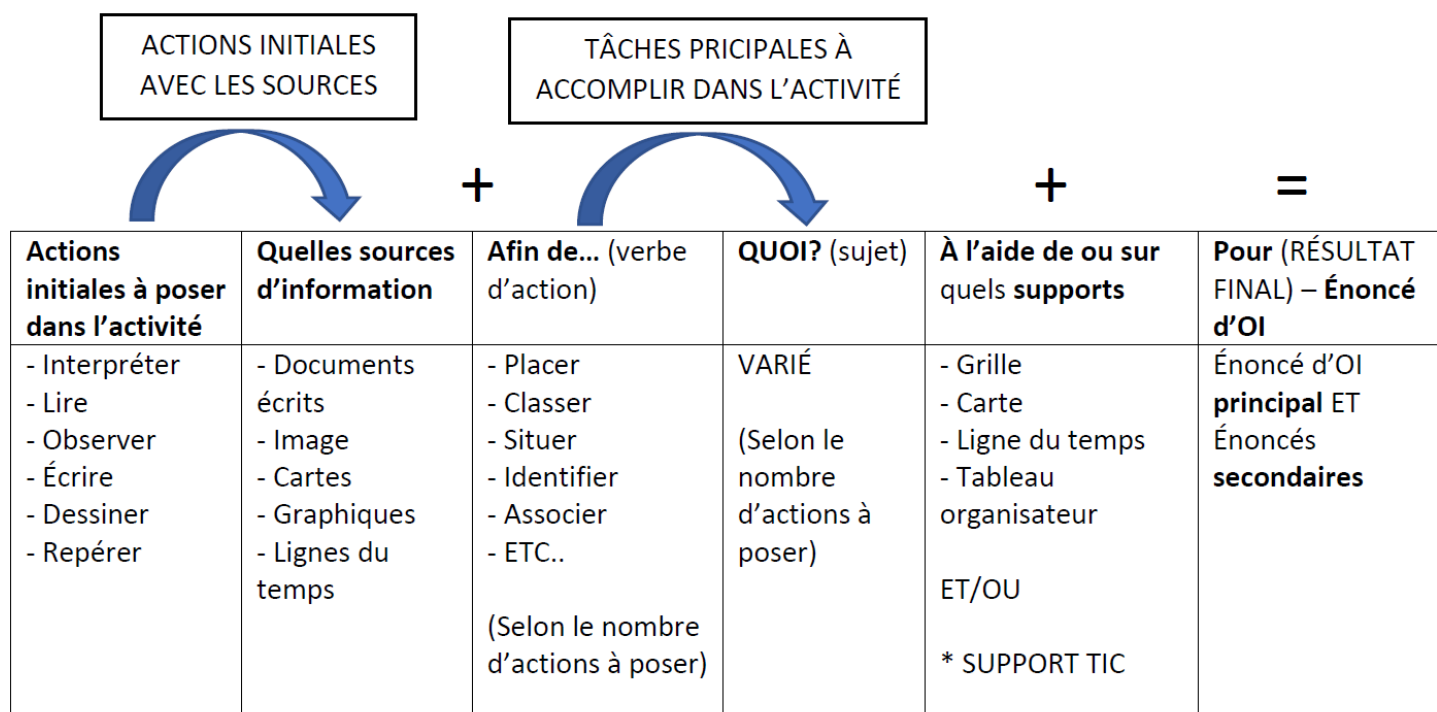 ACTIONS INITIALES
AVEC LES SOURCES
TÂCHES PRICIPALES À
ACCOMPLIR DANS L'ACTIVITÉ
+
+
=
Actions
initiales à poser
dans l'activité
Quelles sources
d'information
Afin de... (verbe
d'action)
QUOI? (sujet)
À l'aide de ou sur
quels supports
Pour (RÉSULTAT
FINAL) – Énoncé
d'OI
- Interpréter
- Lire
- Observer
- Écrire
- Dessiner
- Repérer
- Documents
écrits
- Image
- Cartes
- Graphiques
- Lignes du
temps
- Placer
- Classer
- Situer
- Identifier
- Associer
- ETC..
(Selon le nombre
d'actions à poser)
VARIÉ
(Selon le
nombre
d'actions à
poser)
- Grille
- Carte
- Ligne du temps
- Tableau
organisateur
ET/OU
* SUPPORT TIC
Énoncé d'OI
principal ET
Énoncés
secondaires